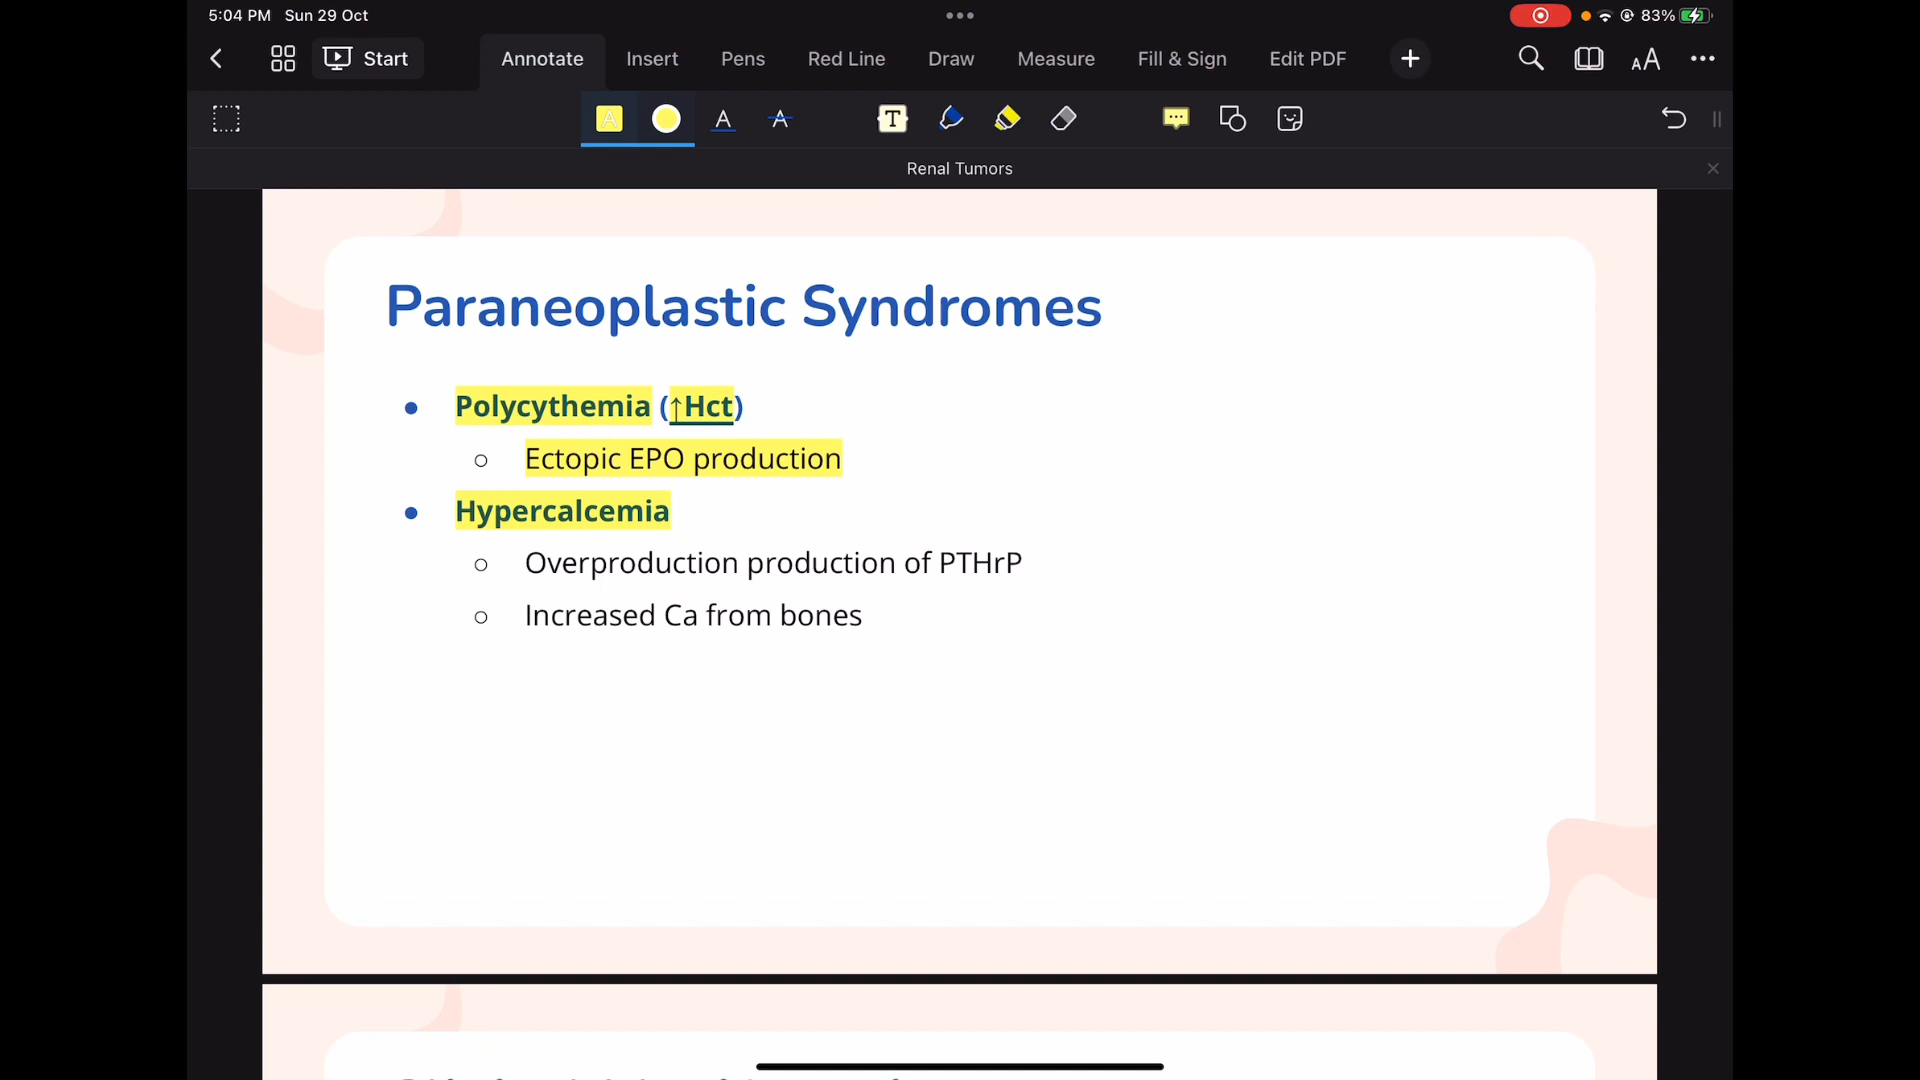 5:04 PM Sun 29 Oct
83%
Start Annotate Insert Pens Red Line Draw Measure Fill & Sign Edit PDF AA
A A A T
Renal Tumors
Paraneoplastic Syndromes
Polycythemia (↑Hct)
Ectopic EPO production
Hypercalcemia
Overproduction production of PTHrP
Increased Ca from bones